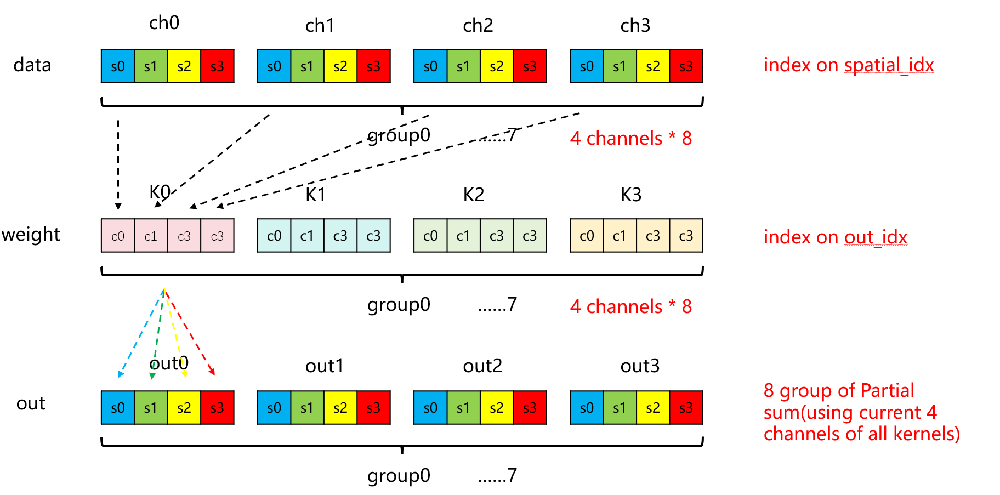 ch0 ch1 ch2 ch3
data s0 s1 s2 s3 s0 s1 s2 s3 s0 s1 s2 s3 s0 s1 s2 s3 index on spatial_idx
group0 ......7 4 channels * 8
K0 K1 K2 K3
weight c0 c1 c3 c3 c0 c1 c3 c3 c0 c1 c3 c3 c0 c1 c3 c3 index on out_idx
group0 ......7 4 channels * 8
out0 out1 out2 out3
out s0 s1 s2 s3 s0 s1 s2 s3 s0 s1 s2 s3 s0 s1 s2 s3
8 group of Partial
sum(using current 4
channels of all kernels)
group0 ......7